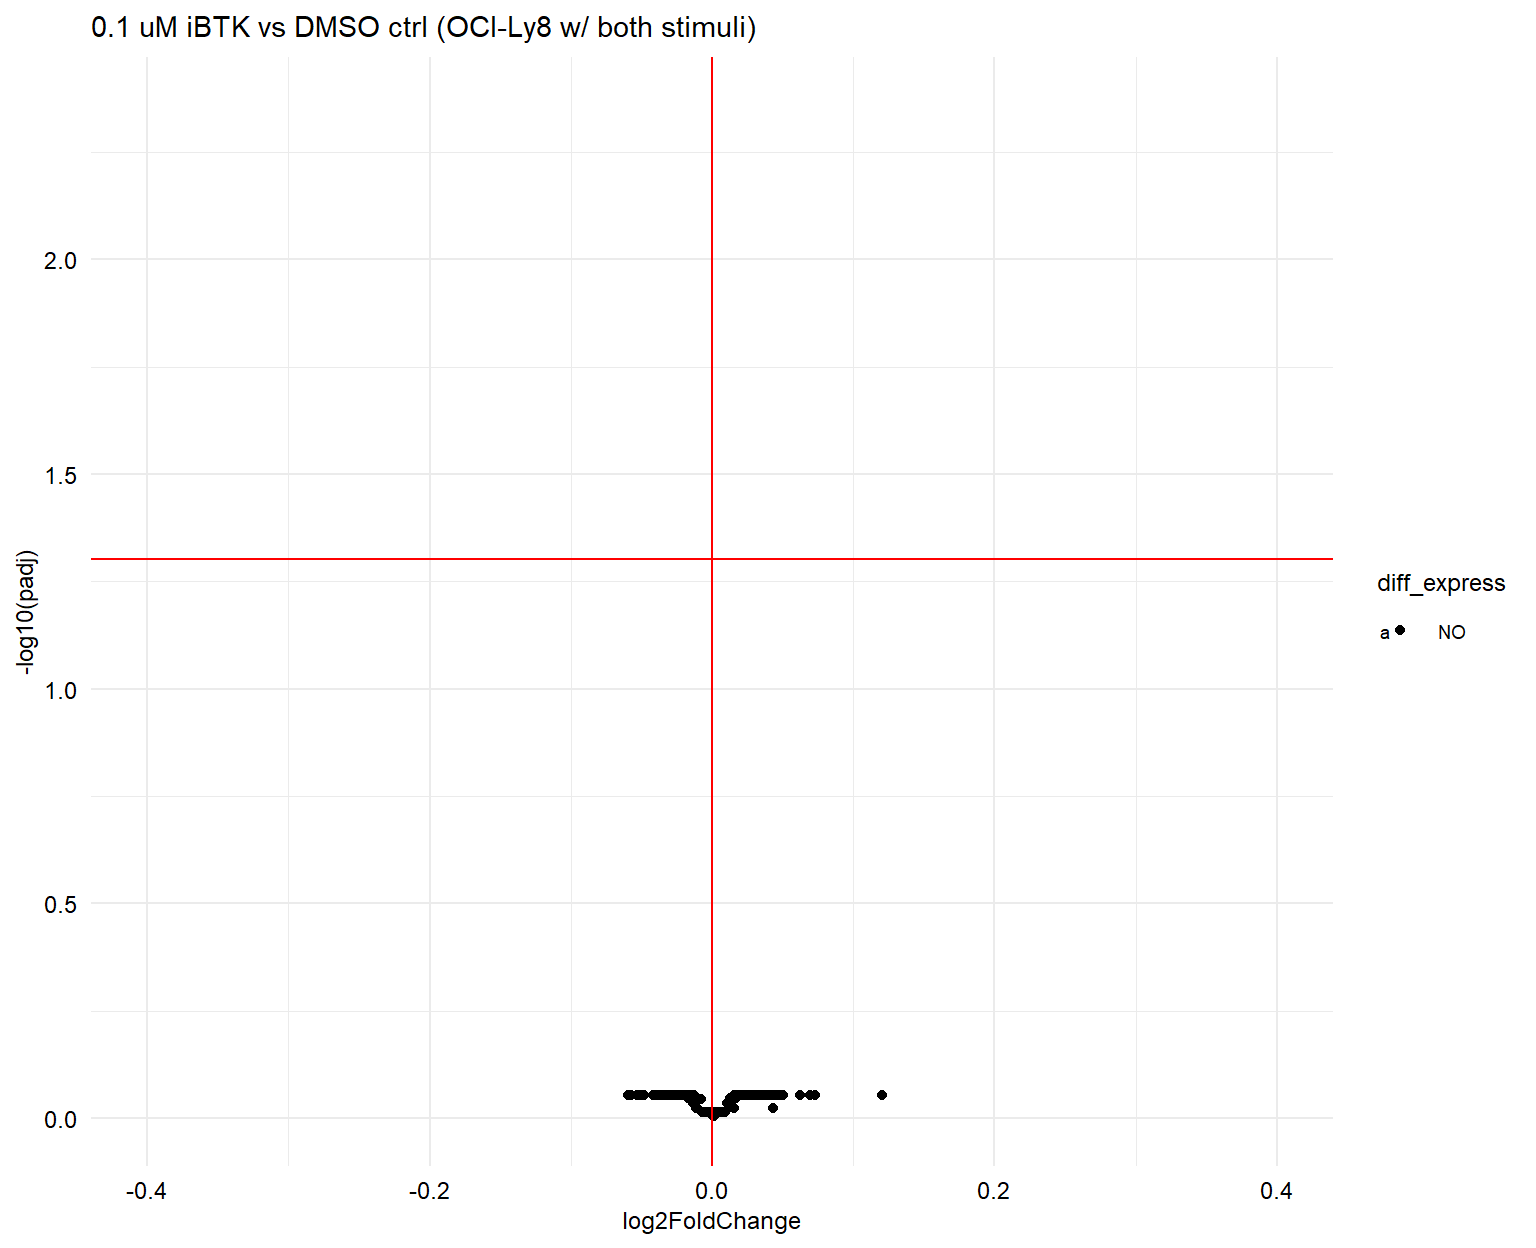 0.1 uM iBTK vs DMSO ctrl (OCI-Ly8 w/ both stimuli)
-log10(padj)
2.0
1.5
1.0
0.5
0.0
-0.4
-0.2
0.0
0.2
0.4
log2FoldChange
diff_express
a NO